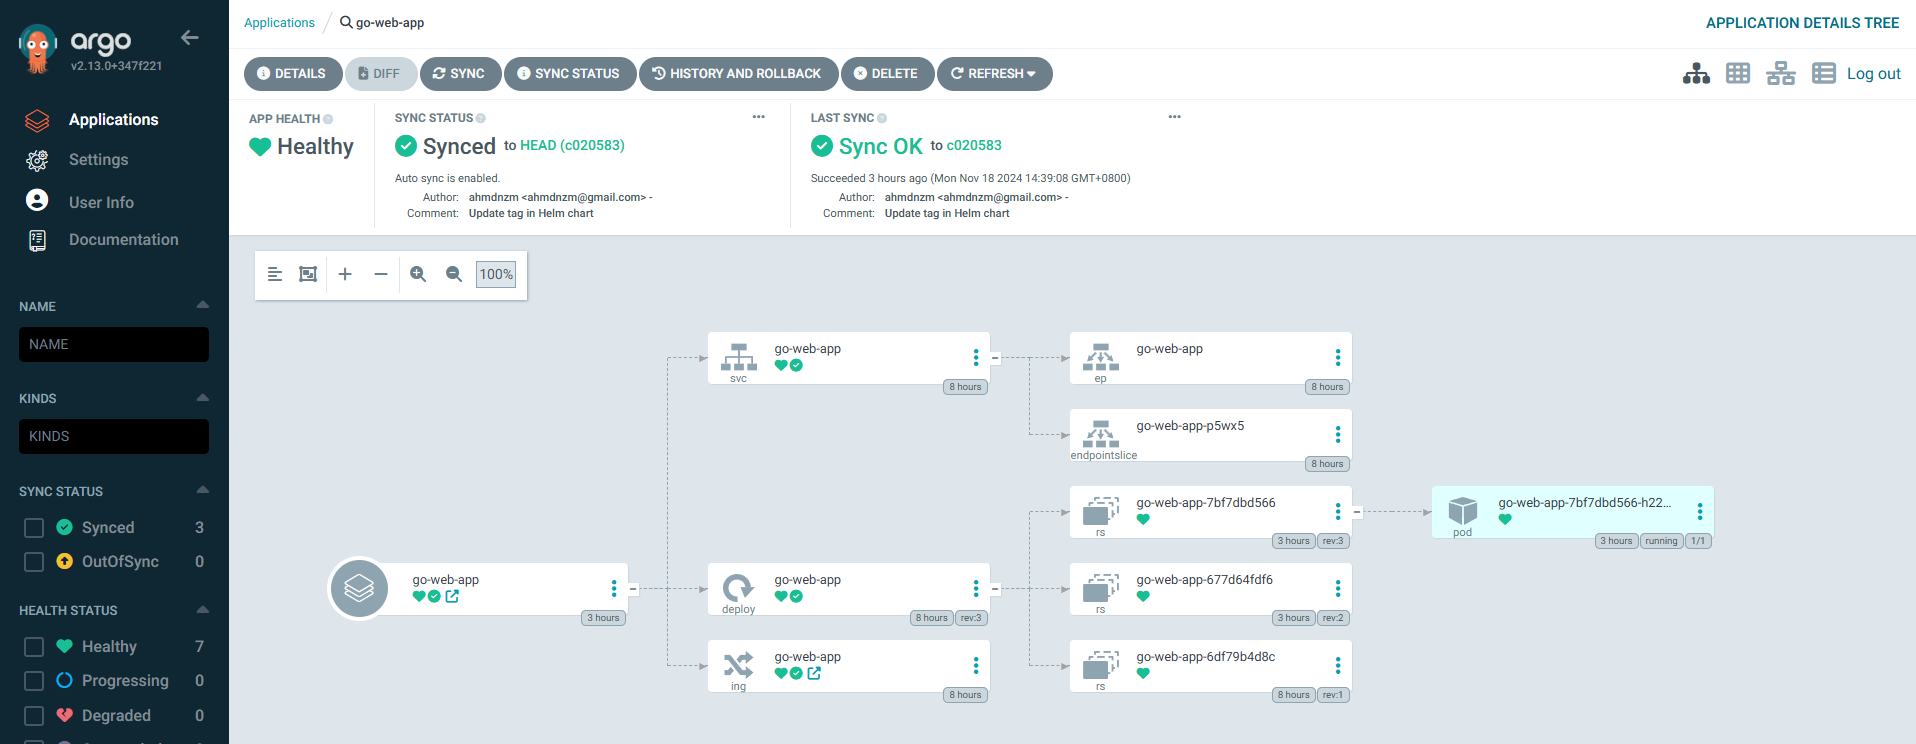 argo
v2.13.0+347f221
Applications
Settings
User Info
Documentation
NAME
NAME
KINDS
KINDS
SYNC STATUS
Synced 3
OutOfSync 0
HEALTH STATUS
Healthy 7
Progressing 0
Degraded 0
Applications / go-web-app
APPLICATION DETAILS TREE
DETAILS DIFF SYNC SYNC STATUS HISTORY AND ROLLBACK DELETE REFRESH
Log out
APP HEALTH
Healthy
SYNC STATUS
Synced to HEAD (c020583)
Auto sync is enabled.
Author: ahmdnzm <ahmdnzm@gmail.com> -
Comment: Update tag in Helm chart
LAST SYNC
Sync OK to c020583
Succeeded 3 hours ago (Mon Nov 18 2024 14:39:08 GMT+0800)
Author: ahmdnzm <ahmdnzm@gmail.com> -
Comment: Update tag in Helm chart
100%
go-web-app
3 hours
go-web-app
svc
8 hours
go-web-app
deploy
8 hours rev:3
go-web-app
ing
8 hours
go-web-app
ep
8 hours
go-web-app-p5wx5
endpointslice
8 hours
go-web-app-7bf7dbd566
rs
3 hours rev:3
go-web-app-677d64fdf6
rs
3 hours rev:2
go-web-app-6df79b4d8c
rs
8 hours rev:1
go-web-app-7bf7dbd566-h22...
pod
3 hours running 1/1